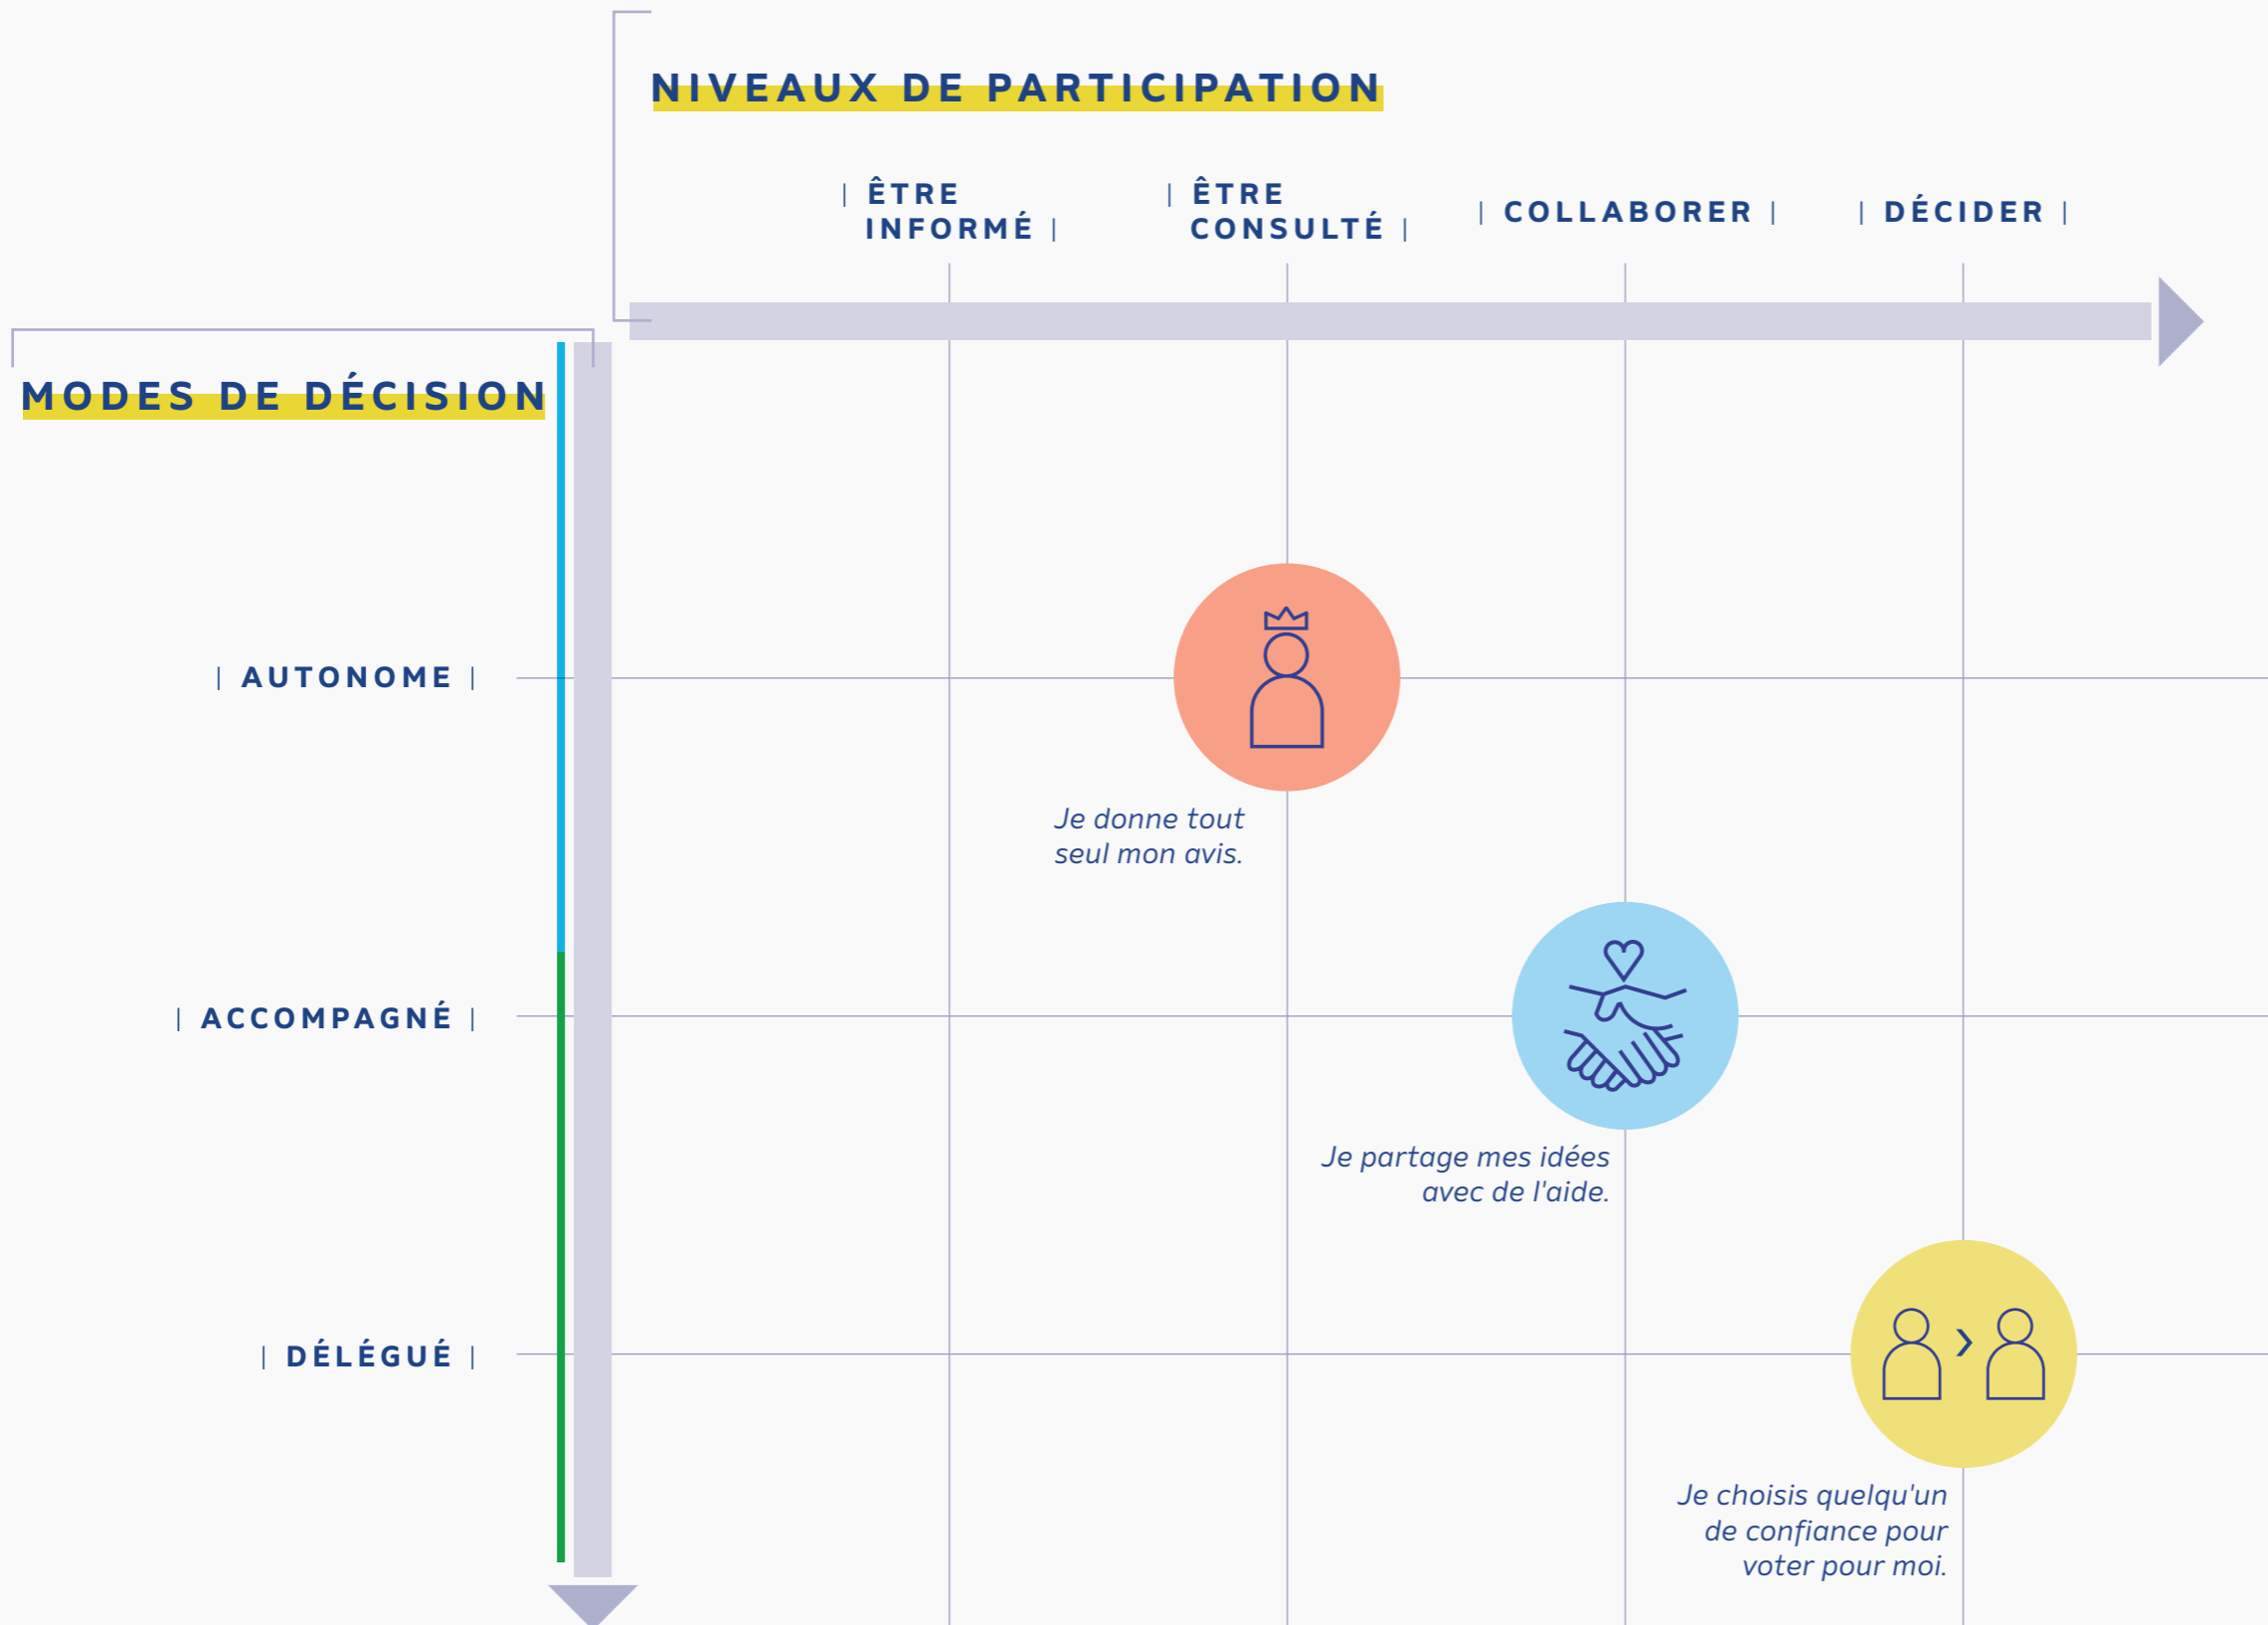 NIVEAUX DE PARTICIPATION
| ÊTRE
INFORMÉ |
| ÊTRE
CONSULTÉ |
| COLLABORER |
| DÉCIDER |
MODES DE DÉCISION
| AUTONOME |
Je donne tout
seul mon avis.
| ACCOMPAGNÉ |
Je partage mes idées
avec de l'aide.
| DÉLÉGUÉ |
Je choisis quelqu'un
de confiance pour
voter pour moi.